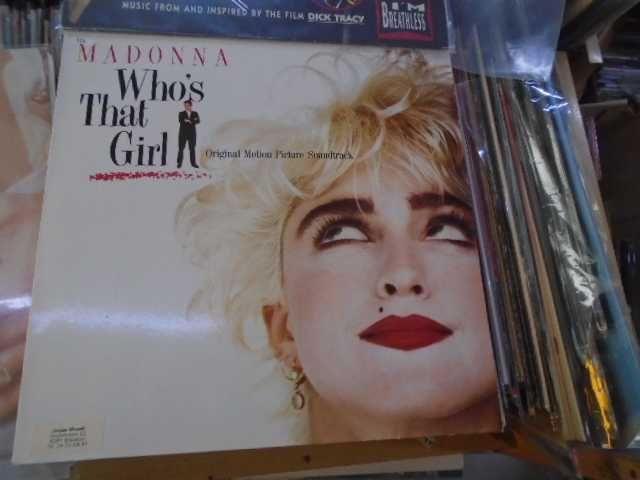 MUSIC FROM AND INSPIRED BY THE FILM DICK TRACY
I'M
BREATHLESS
MADONNA
Who's
That
Girl
Original Motion Picture Soundtrack